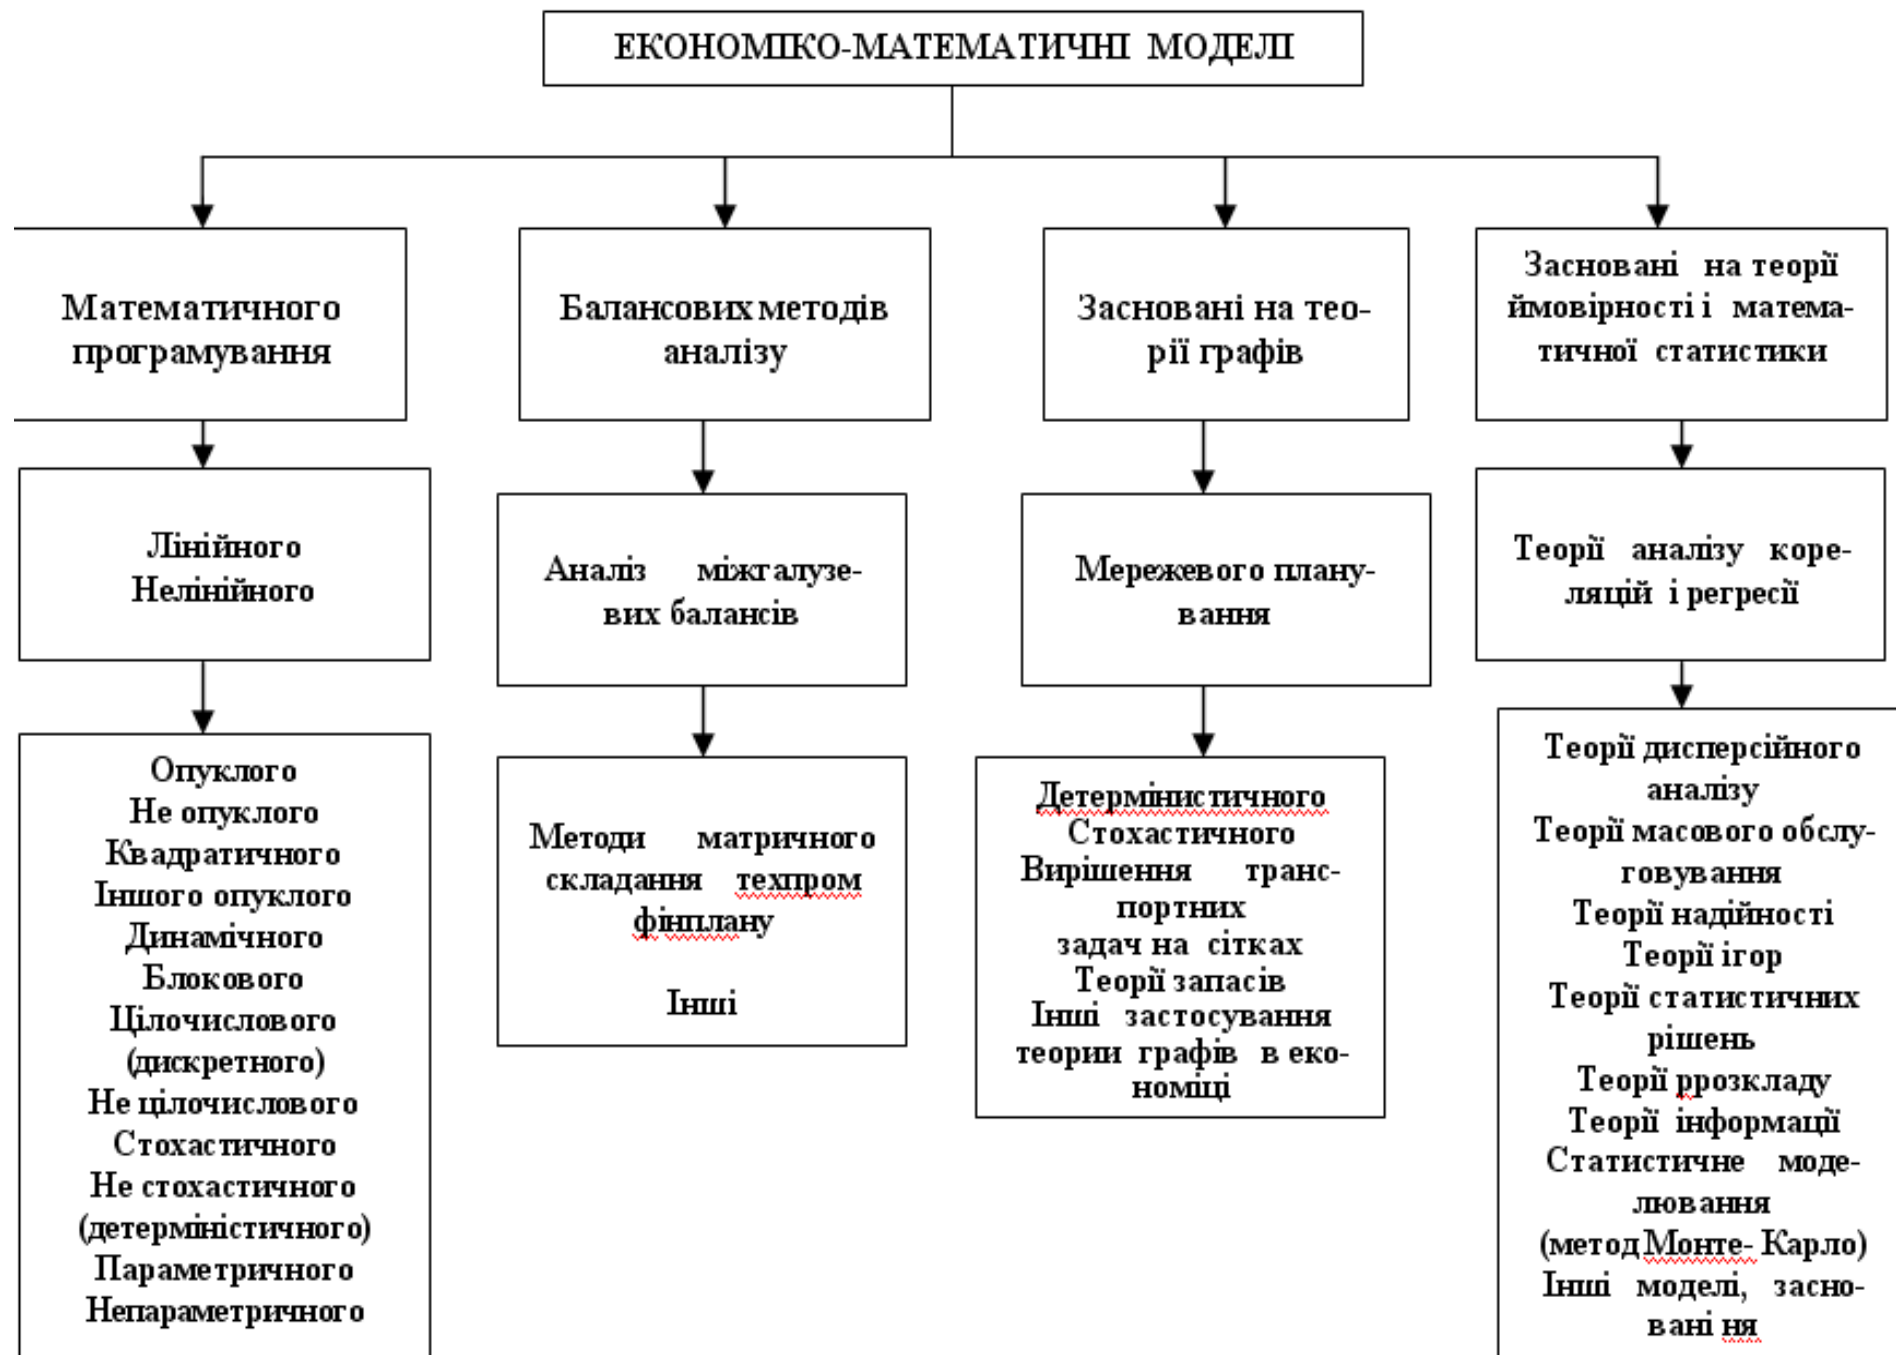 ЕКОНОМІКО-МАТЕМАТИЧНІ МОДЕЛІ
Математичного
програмування
Балансових методів
аналізу
Засновані на тео-
рії графів
Засновані на теорії
ймовірності і матема-
тичної статистики
Лінійного
Нелінійного
Аналіз міжгалузе-
вих балансів
Мережевого плану-
вання
Теорії аналізу коре-
ляцій і регресії
Опуклого
Не опуклого
Квадратичного
Іншого опуклого
Динамічного
Блокового
Цілочислового
(дискретного)
Не цілочислового
Стохастичного
Не стохастичного
(детерміністичного)
Параметричного
Непараметричного
Методи матричного
складання техпром
фінплану
Інші
Детермінистичного
Стохастичного
Вирішення транс-
портних
задач на сітках
Теорії запасів
Інші застосування
теории графів в еко-
номіці
Теорії дисперсійного
аналізу
Теорії масового обслу-
говування
Теорії надійності
Теорії ігор
Теорії статистичних
рішень
Теорії ррозкладу
Теорії інформації
Статистичне моде-
лювання
(метод Монте- Карло)
Інші моделі, засно-
вані ня